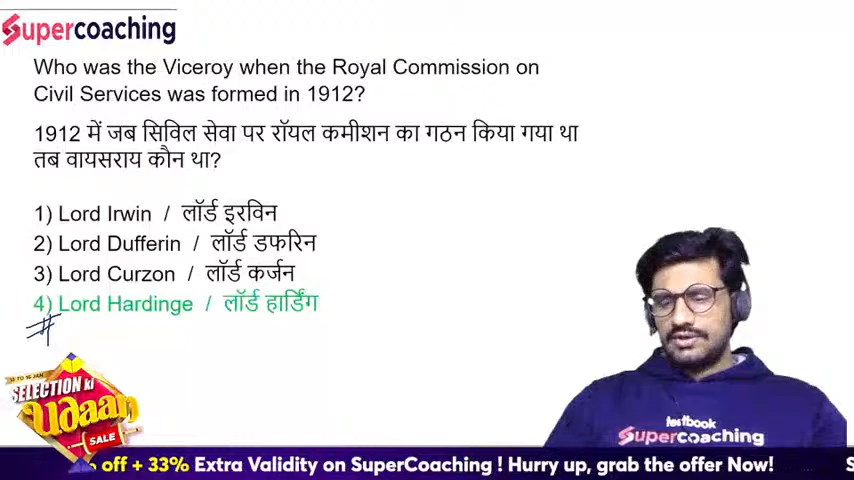 Supercoaching
Who was the Viceroy when the Royal Commission on
Civil Services was formed in 1912?
1912 में जब सिविल सेवा पर रॉयल कमीशन का गठन किया गया था
तब वायसराय कौन था?
1) Lord Irwin / लॉर्ड इरविन
2) Lord Dufferin / लॉर्ड डफरिन
3) Lord Curzon / लॉर्ड कर्जन
4) Lord Hardinge / लॉर्ड हार्डिंग
SELECTION ki
Udaan
SALE
testbook
Supercoaching
% off + 33% Extra Validity on SuperCoaching ! Hurry up, grab the offer Now!
S